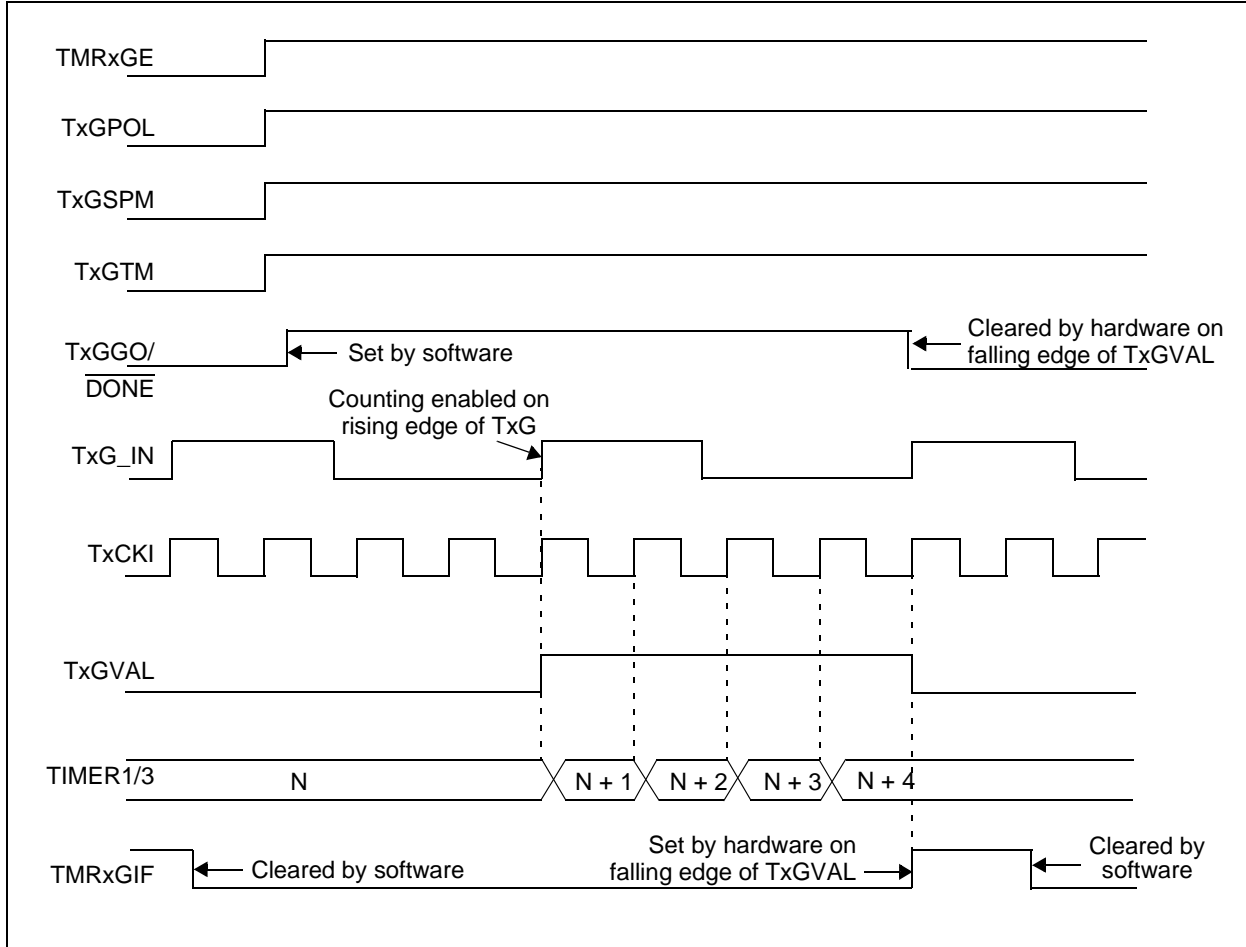 TMRxGE
TxGPOL
TxGSPM
TxGTM
TxGGO/
DONE
Set by software
Cleared by hardware on
falling edge of TxGVAL
Counting enabled on
rising edge of TxG
TxG_IN
TxCKI
TxGVAL
TIMER1/3
N
N + 1
N + 2
N + 3
N + 4
TMRxGIF
Cleared by software
Set by hardware on
falling edge of TxGVAL
Cleared by
software